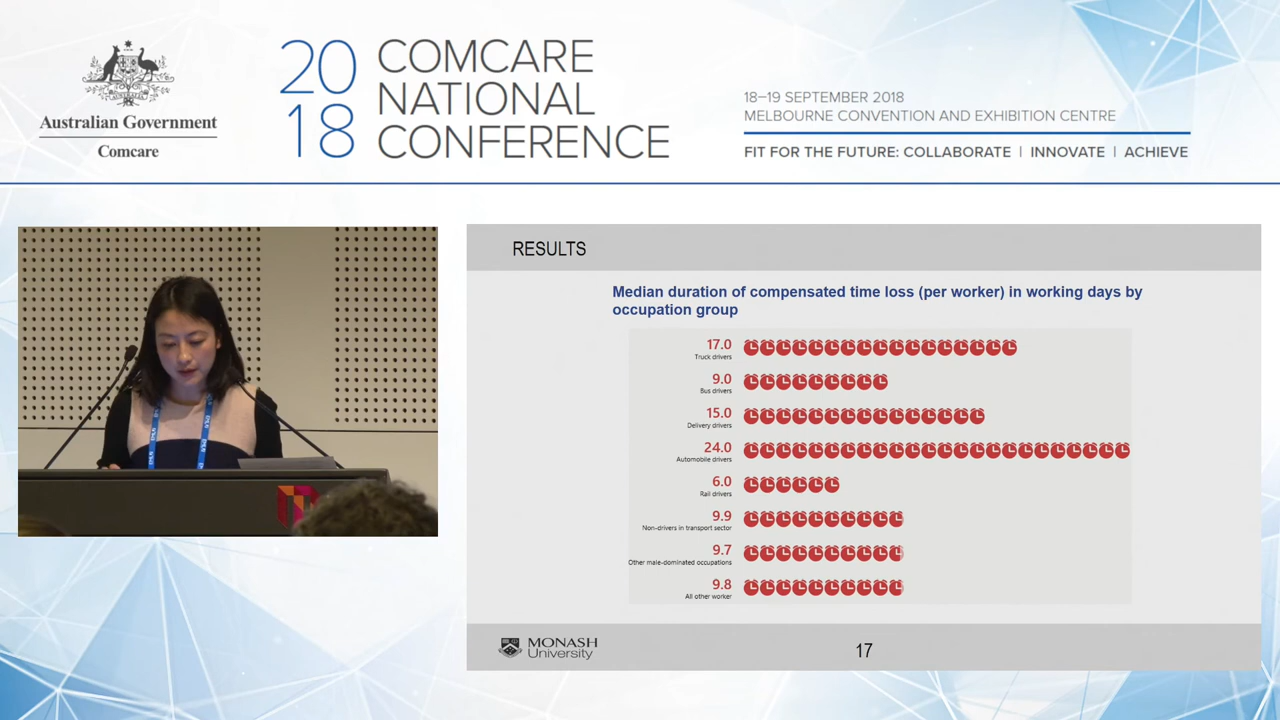 Australian Government
Comcare
20
18
COMCARE
NATIONAL
CONFERENCE
18–19 SEPTEMBER 2018
MELBOURNE CONVENTION AND EXHIBITION CENTRE
FIT FOR THE FUTURE: COLLABORATE | INNOVATE | ACHIEVE
RESULTS
Median duration of compensated time loss (per worker) in working days by
occupation group
17.0
Truck drivers
9.0
Bus drivers
15.0
Delivery drivers
24.0
Automobile drivers
6.0
Rail drivers
9.9
Non-drivers in transport sector
9.7
Other male-dominated occupations
9.8
All other worker
MONASH
University
17